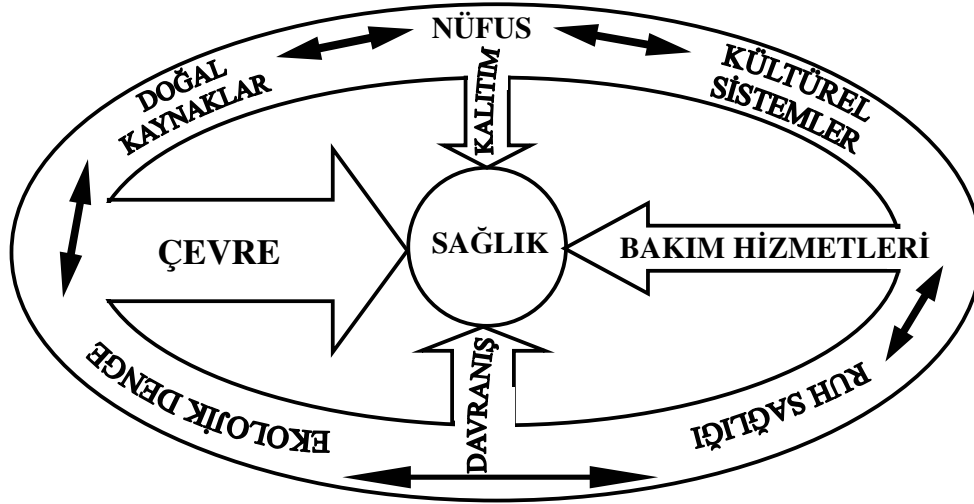 NÜFUS
DOĞAL
KAYNAKLAR
KÜLTÜREL
SİSTEMLER
KALITIM
ÇEVRE
SAĞLIK
BAKIM HİZMETLERİ
DAVRANIŞ
EKOLOJİK DENGE
RUH SAĞLIĞI